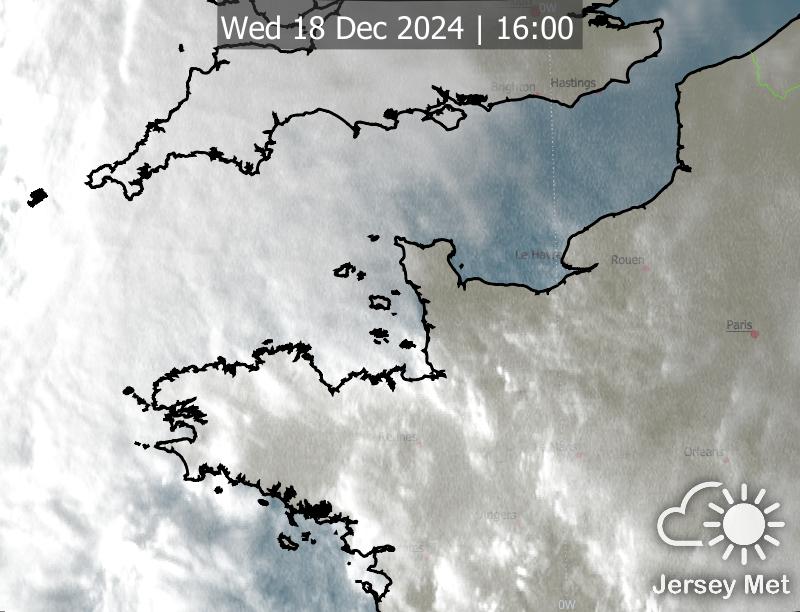 0W
Wed 18 Dec 2024 | 16:00
Brighton
Hastings
Le Havre
Rouen
Paris
Rennes
Orleans
Angers
0W
Jersey Met